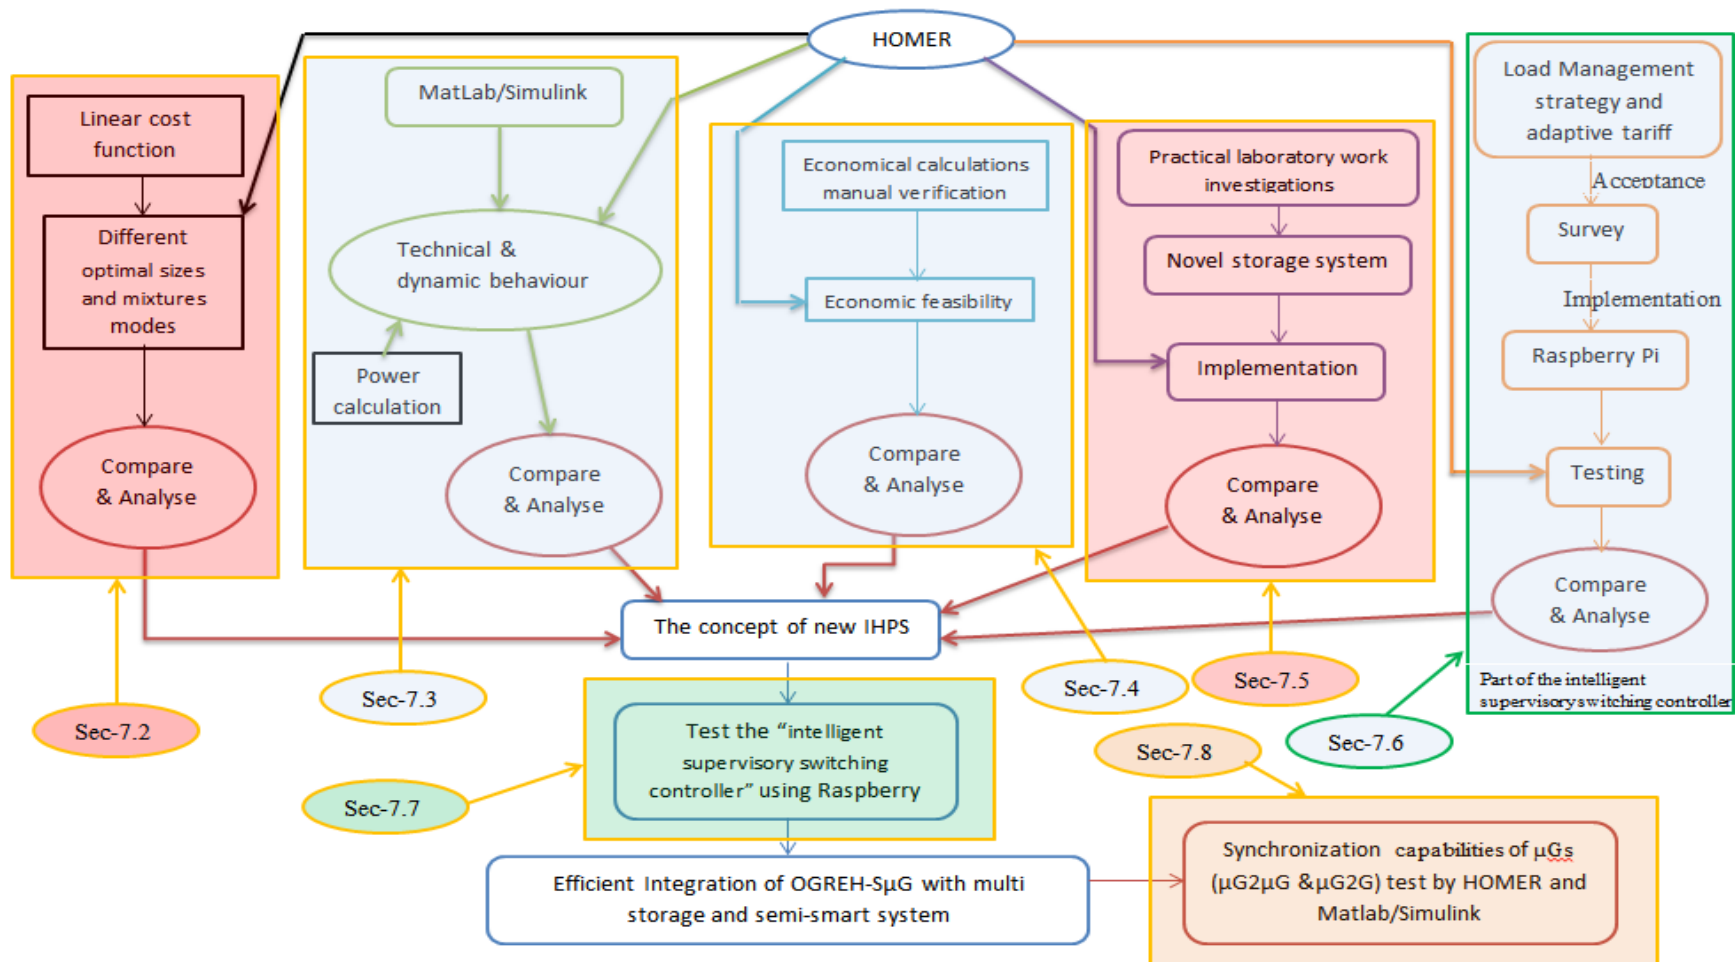 HOMER
Linear cost
function
Different
optimal sizes
and mixtures
modes
Compare
& Analyse
MatLab/Simulink
Technical &
dynamic behaviour
Power
calculation
Compare
& Analyse
Economical calculations
manual verification
Economic feasibility
Compare
& Analyse
Practical laboratory work
investigations
Novel storage system
Implementation
Compare
& Analyse
Load Management
strategy and
adaptive tariff
Acceptance
Survey
Implementation
Raspberry Pi
Testing
Compare
& Analyse
Part of the intelligent
supervisory switching controller
The concept of new IHPS
Sec-7.2
Sec-7.3
Sec-7.4
Sec-7.5
Sec-7.6
Sec-7.7
Sec-7.8
Test the “intelligent
supervisory switching
controller” using Raspberry
Efficient Integration of OGREH-SµG with multi
storage and semi-smart system
Synchronization capabilities of µGs
(µG2µG &µG2G) test by HOMER and
Matlab/Simulink